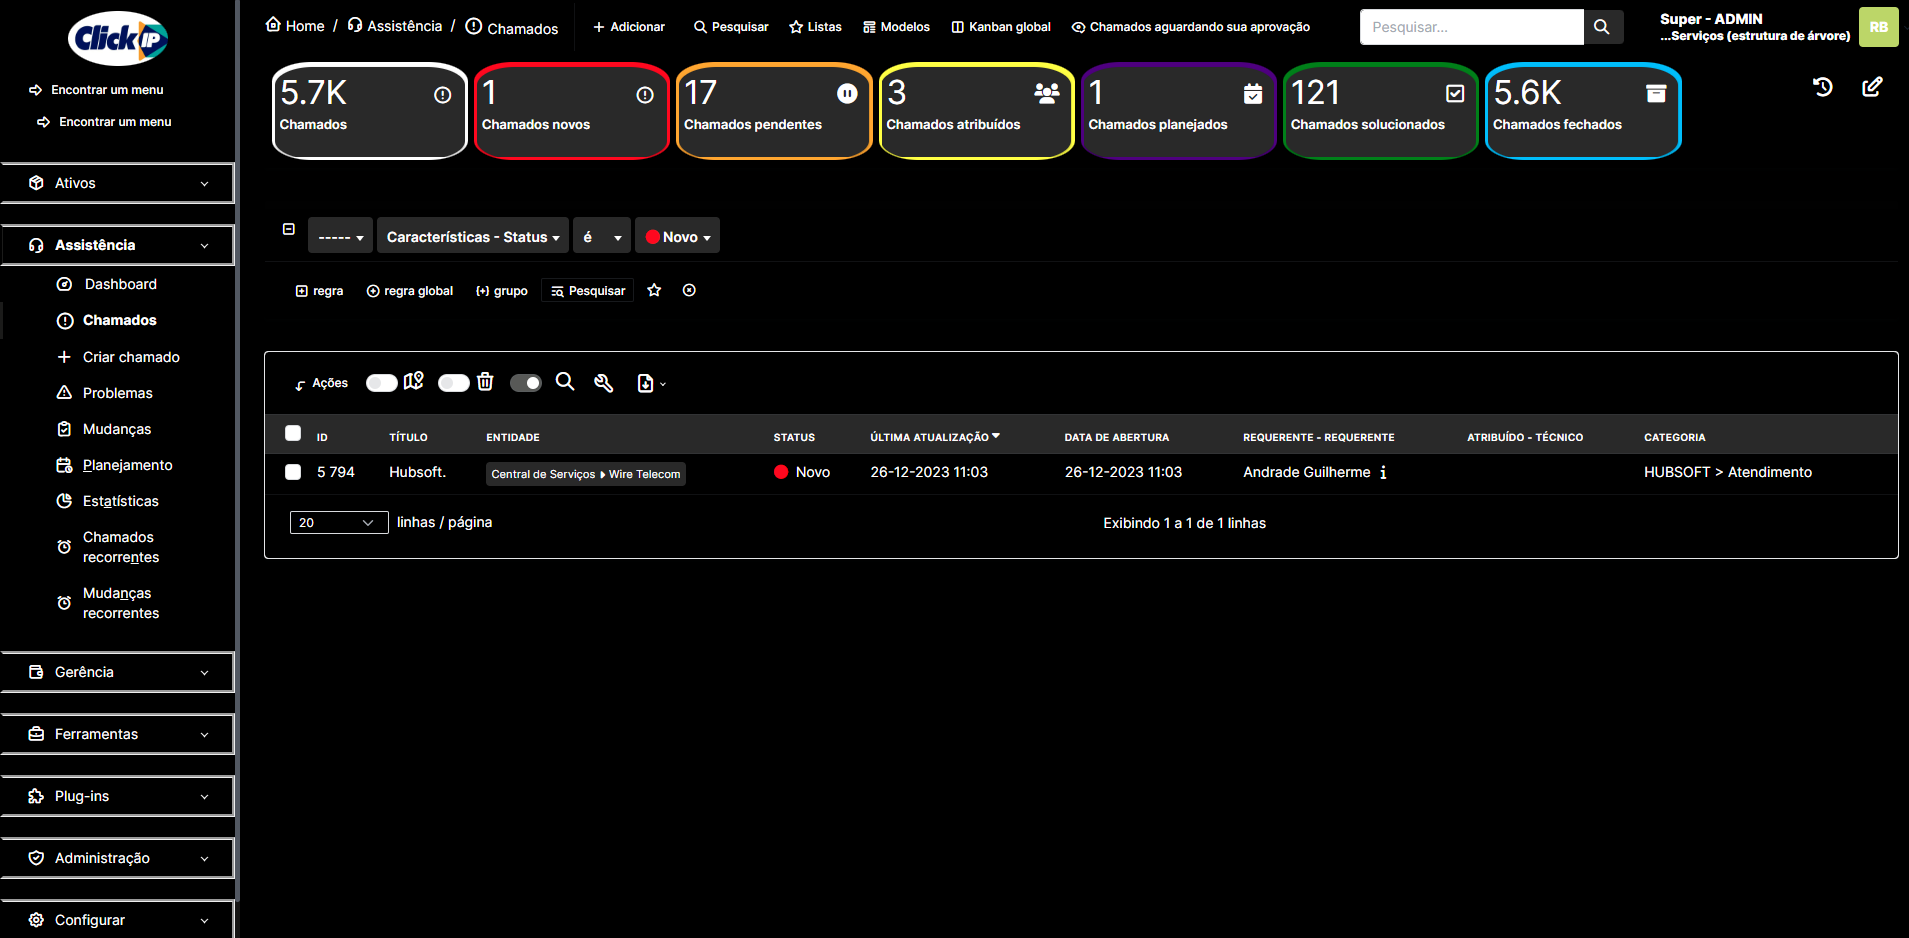 Click IP
Home / Assistência / Chamados
Adicionar
Pesquisar
Listas
Modelos
Kanban global
Chamados aguardando sua aprovação
Pesquisar...
Super - ADMIN
...Serviços (estrutura de árvore)
RB
Encontrar um menu
Encontrar um menu
Ativos
Assistência
Dashboard
Chamados
Criar chamado
Problemas
Mudanças
Planejamento
Estatísticas
Chamados
recorrentes
Mudanças
recorrentes
Gerência
Ferramentas
Plug-ins
Administração
Configurar
5.7K
Chamados
1
Chamados novos
17
Chamados pendentes
3
Chamados atribuídos
1
Chamados planejados
121
Chamados solucionados
5.6K
Chamados fechados
-----
Características - Status
é
Novo
regra
regra global
grupo
Pesquisar
Ações
ID TÍTULO ENTIDADE STATUS ÚLTIMA ATUALIZAÇÃO DATA DE ABERTURA REQUERENTE - REQUERENTE ATRIBUÍDO - TÉCNICO CATEGORIA
5 794 Hubsoft. Central de Serviços Wire Telecom Novo 26-12-2023 11:03 26-12-2023 11:03 Andrade Guilherme HUBSOFT > Atendimento
20 linhas / página
Exibindo 1 a 1 de 1 linhas